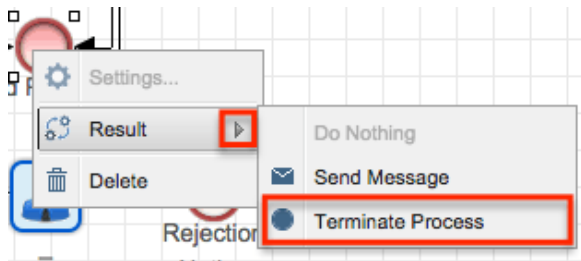 Settings...
Result
Do Nothing
Delete
Send Message
Terminate Process
Rejection